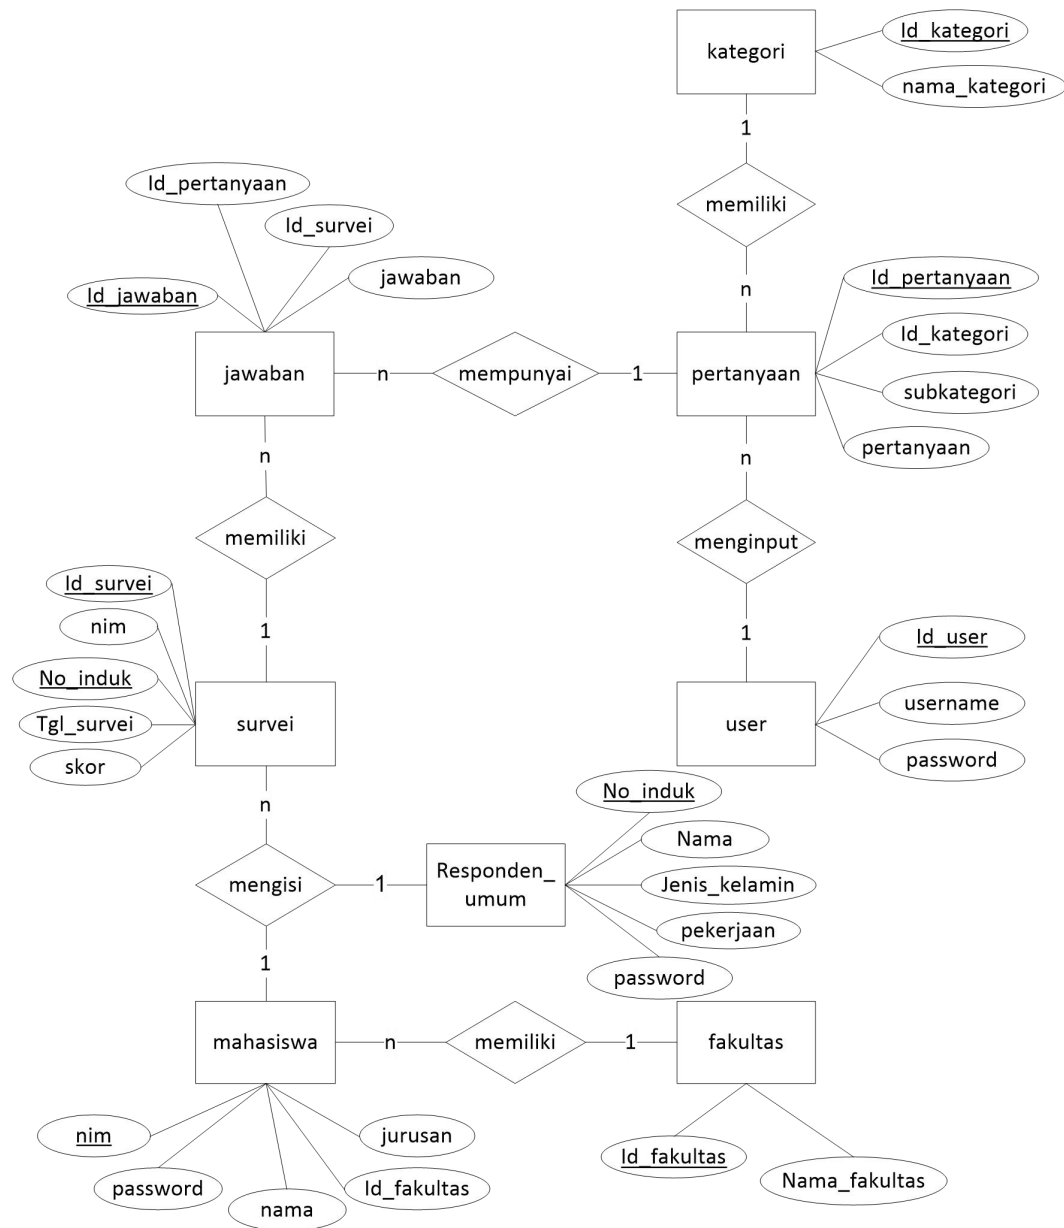 Id_kategori
kategori
nama_kategori
1
Id_pertanyaan
memiliki
Id_survei
jawaban
Id_pertanyaan
Id_jawaban
n
Id_kategori
jawaban
n
mempunyai
1
pertanyaan
subkategori
pertanyaan
n
n
memiliki
menginput
Id_survei
nim
1
1
Id_user
No_induk
username
Tgl_survei
survei
user
password
skor
No_induk
n
Nama
Responden_
umum
mengisi
1
Jenis_kelamin
pekerjaan
1
password
mahasiswa
n
memiliki
1
fakultas
nim
jurusan
Id_fakultas
password
Id_fakultas
Nama_fakultas
nama